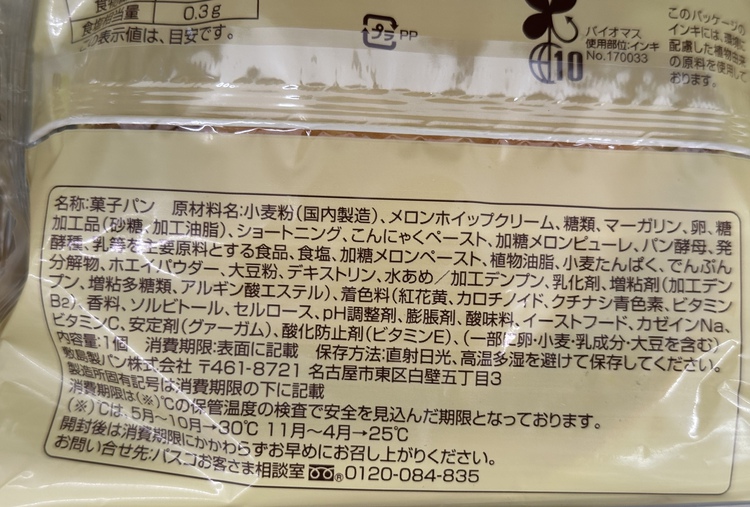 食塩相当量 0.3g
この表示値は、目安です。
プラ PP
バイオマス
使用部位:インキ
No.170033
10
このパッケージの
インキには、環境に
配慮した植物由来
の原料を使用して
おります。
名称:菓子パン 原材料名:小麦粉(国内製造)、メロンホイップクリーム、糖類、マーガリン、卵、糖
加工品(砂糖、加工油脂)、ショートニング、こんにゃくペースト、加糖メロンピューレ、パン酵母、発
酵種、乳等を主要原料とする食品、食塩、加糖メロンペースト、植物油脂、小麦たんぱく、でんぷん
分解物、ホエイパウダー、大豆粉、デキストリン、水あめ/加工デンプン、乳化剤、増粘剤(加工デン
プン、増粘多糖類、アルギン酸エステル)、着色料(紅花黄、カロチノイド、クチナシ青色素、ビタミン
B2)、香料、ソルビトール、セルロース、pH調整剤、膨脹剤、酸味料、イーストフード、カゼインNa、
ビタミンC、安定剤(グァーガム)、酸化防止剤(ビタミンE)、(一部に卵・小麦・乳成分・大豆を含む)
内容量:1個 消費期限:表面に記載 保存方法:直射日光、高温多湿を避けて保存してください。
敷島製パン株式会社 〒461-8721 名古屋市東区白壁五丁目3
製造所固有記号は消費期限の下に記載
消費期限は(※)℃の保管温度の検査で安全を見込んだ期限となっております。
(※)℃は、5月~10月→30℃ 11月~4月→25℃
開封後は消費期限にかかわらずお早めにお召し上がりください。
お問い合せ先:パスコお客さま相談室 ® 0120-084-835